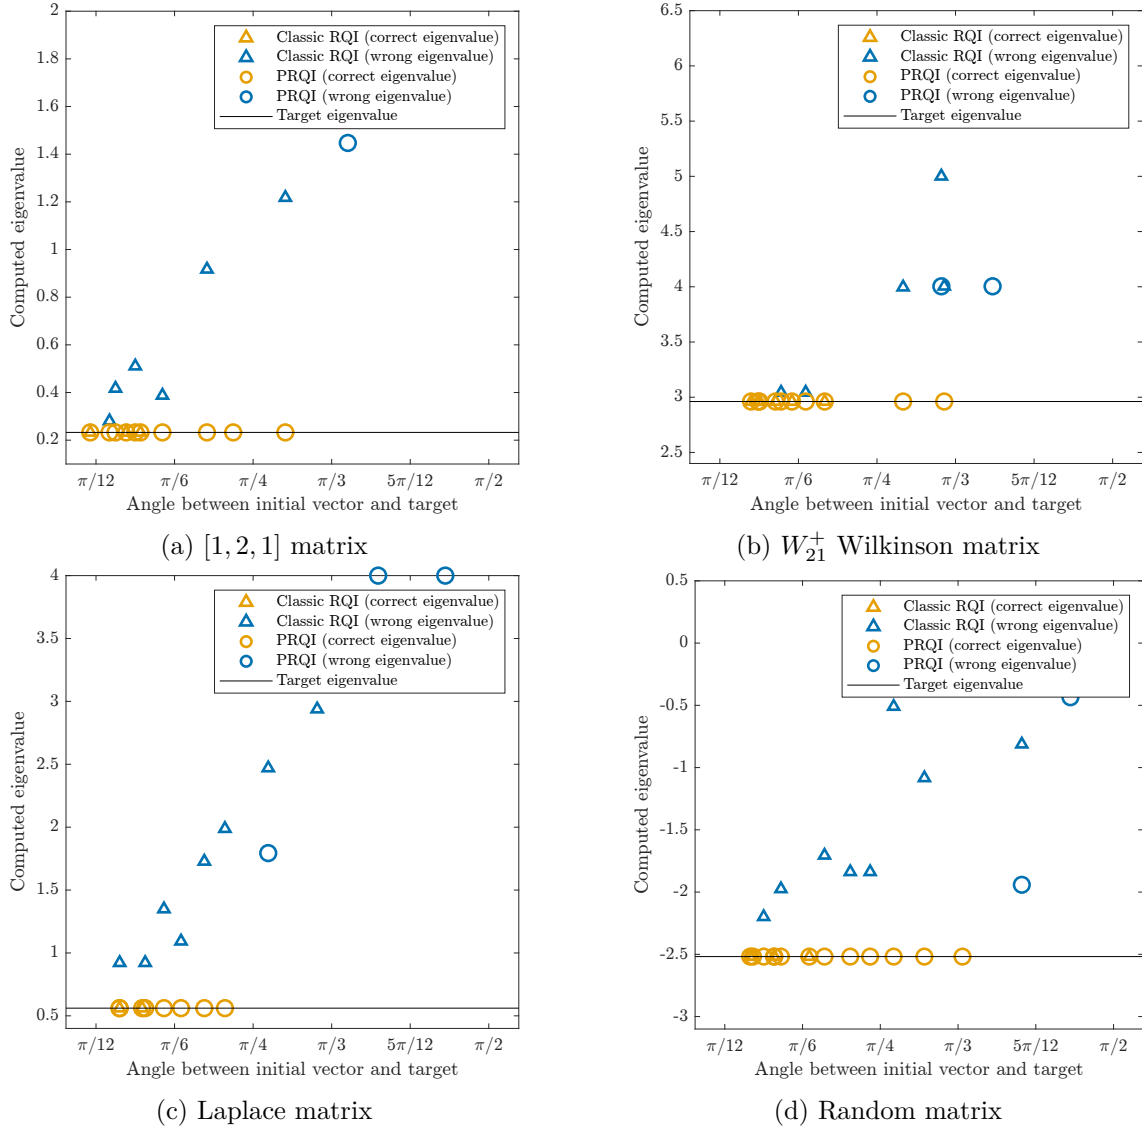 2
1.8
1.6
1.4
1.2
1
0.8
0.6
0.4
0.2
Computed eigenvalue
Classic RQI (correct eigenvalue)
Classic RQI (wrong eigenvalue)
PRQI (correct eigenvalue)
PRQI (wrong eigenvalue)
Target eigenvalue
π/12 π/6 π/4 π/3 5π/12 π/2
Angle between initial vector and target
(a) [1, 2, 1] matrix
6.5
6
5.5
5
4.5
4
3.5
3
2.5
Computed eigenvalue
Classic RQI (correct eigenvalue)
Classic RQI (wrong eigenvalue)
PRQI (correct eigenvalue)
PRQI (wrong eigenvalue)
Target eigenvalue
π/12 π/6 π/4 π/3 5π/12 π/2
Angle between initial vector and target
(b) W₂₁⁺ Wilkinson matrix
4
3.5
3
2.5
2
1.5
1
0.5
Computed eigenvalue
Classic RQI (correct eigenvalue)
Classic RQI (wrong eigenvalue)
PRQI (correct eigenvalue)
PRQI (wrong eigenvalue)
Target eigenvalue
π/12 π/6 π/4 π/3 5π/12 π/2
Angle between initial vector and target
(c) Laplace matrix
0.5
0
-0.5
-1
-1.5
-2
-2.5
-3
Computed eigenvalue
Classic RQI (correct eigenvalue)
Classic RQI (wrong eigenvalue)
PRQI (correct eigenvalue)
PRQI (wrong eigenvalue)
Target eigenvalue
π/12 π/6 π/4 π/3 5π/12 π/2
Angle between initial vector and target
(d) Random matrix